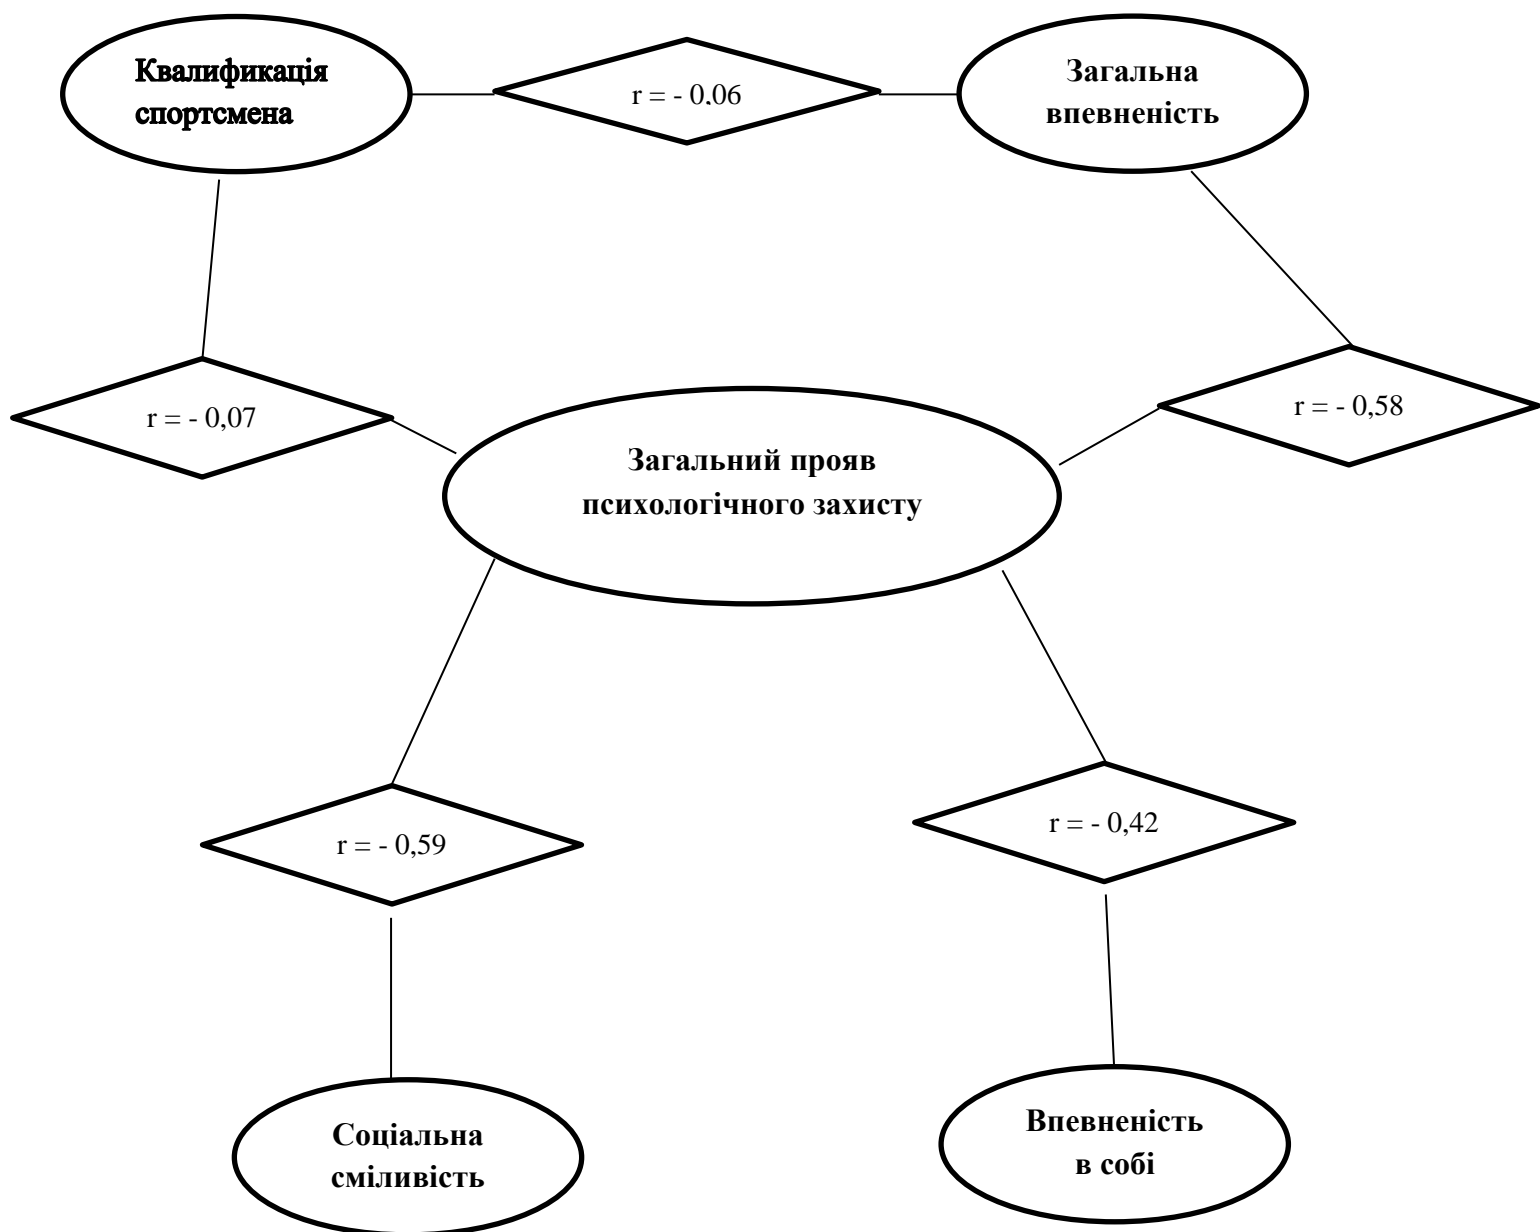 Квалификація
спортсмена
r = - 0,06
Загальна
впевненість
r = - 0,07
r = - 0,58
Загальний прояв
психологічного захисту
r = - 0,59
r = - 0,42
Соціальна
сміливість
Впевненість
в собі